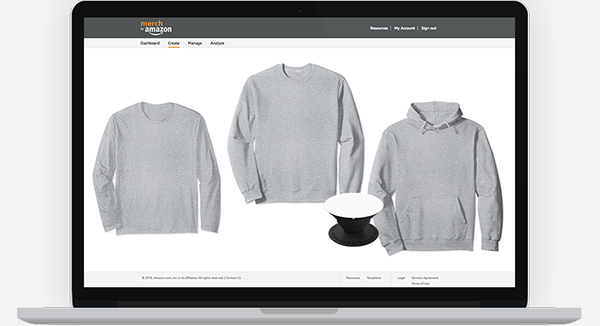 merch
by amazon
Resources | My Account | Sign out
Dashboard Create Manage Analyze
© 2018, Amazon.com, Inc or its affiliates. All rights reserved. | Contact Us
Resources Templates Legal Services Agreement
Terms of Use